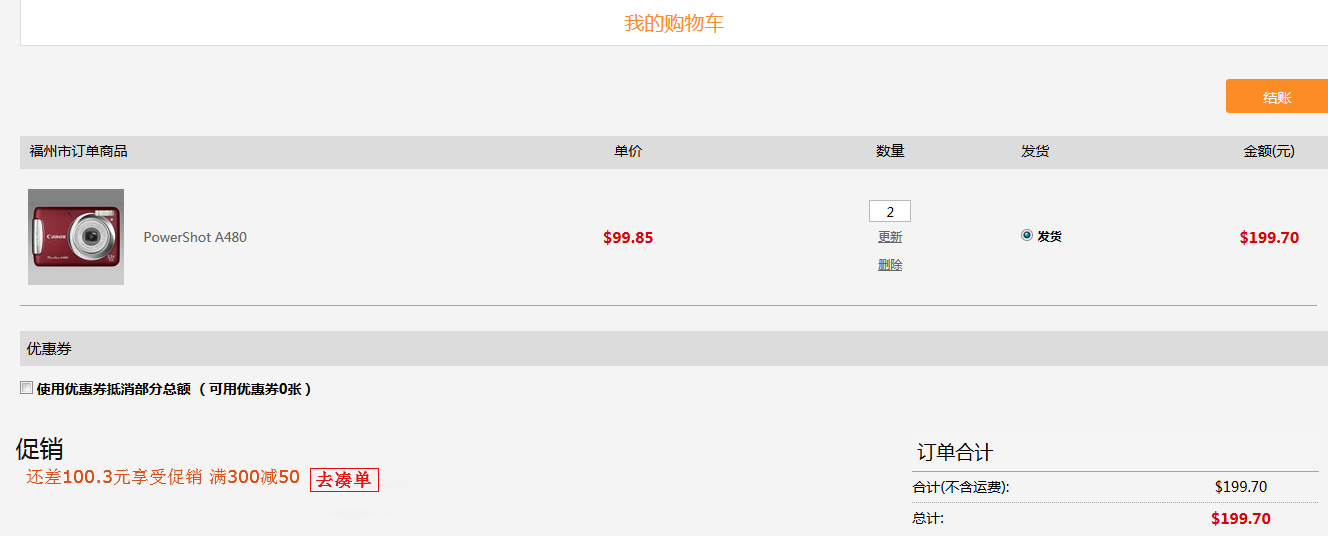 我的购物车
结账
福州市订单商品 单价 数量 发货 金额(元)
Canon
PowerShot A480 $99.85 2 发货 $199.70
更新
删除
优惠券
使用优惠券抵消部分总额 （ 可用优惠券0张 ）
促销
还差100.3元享受促销 满300减50 去凑单
订单合计
合计(不含运费): $199.70
总计: $199.70